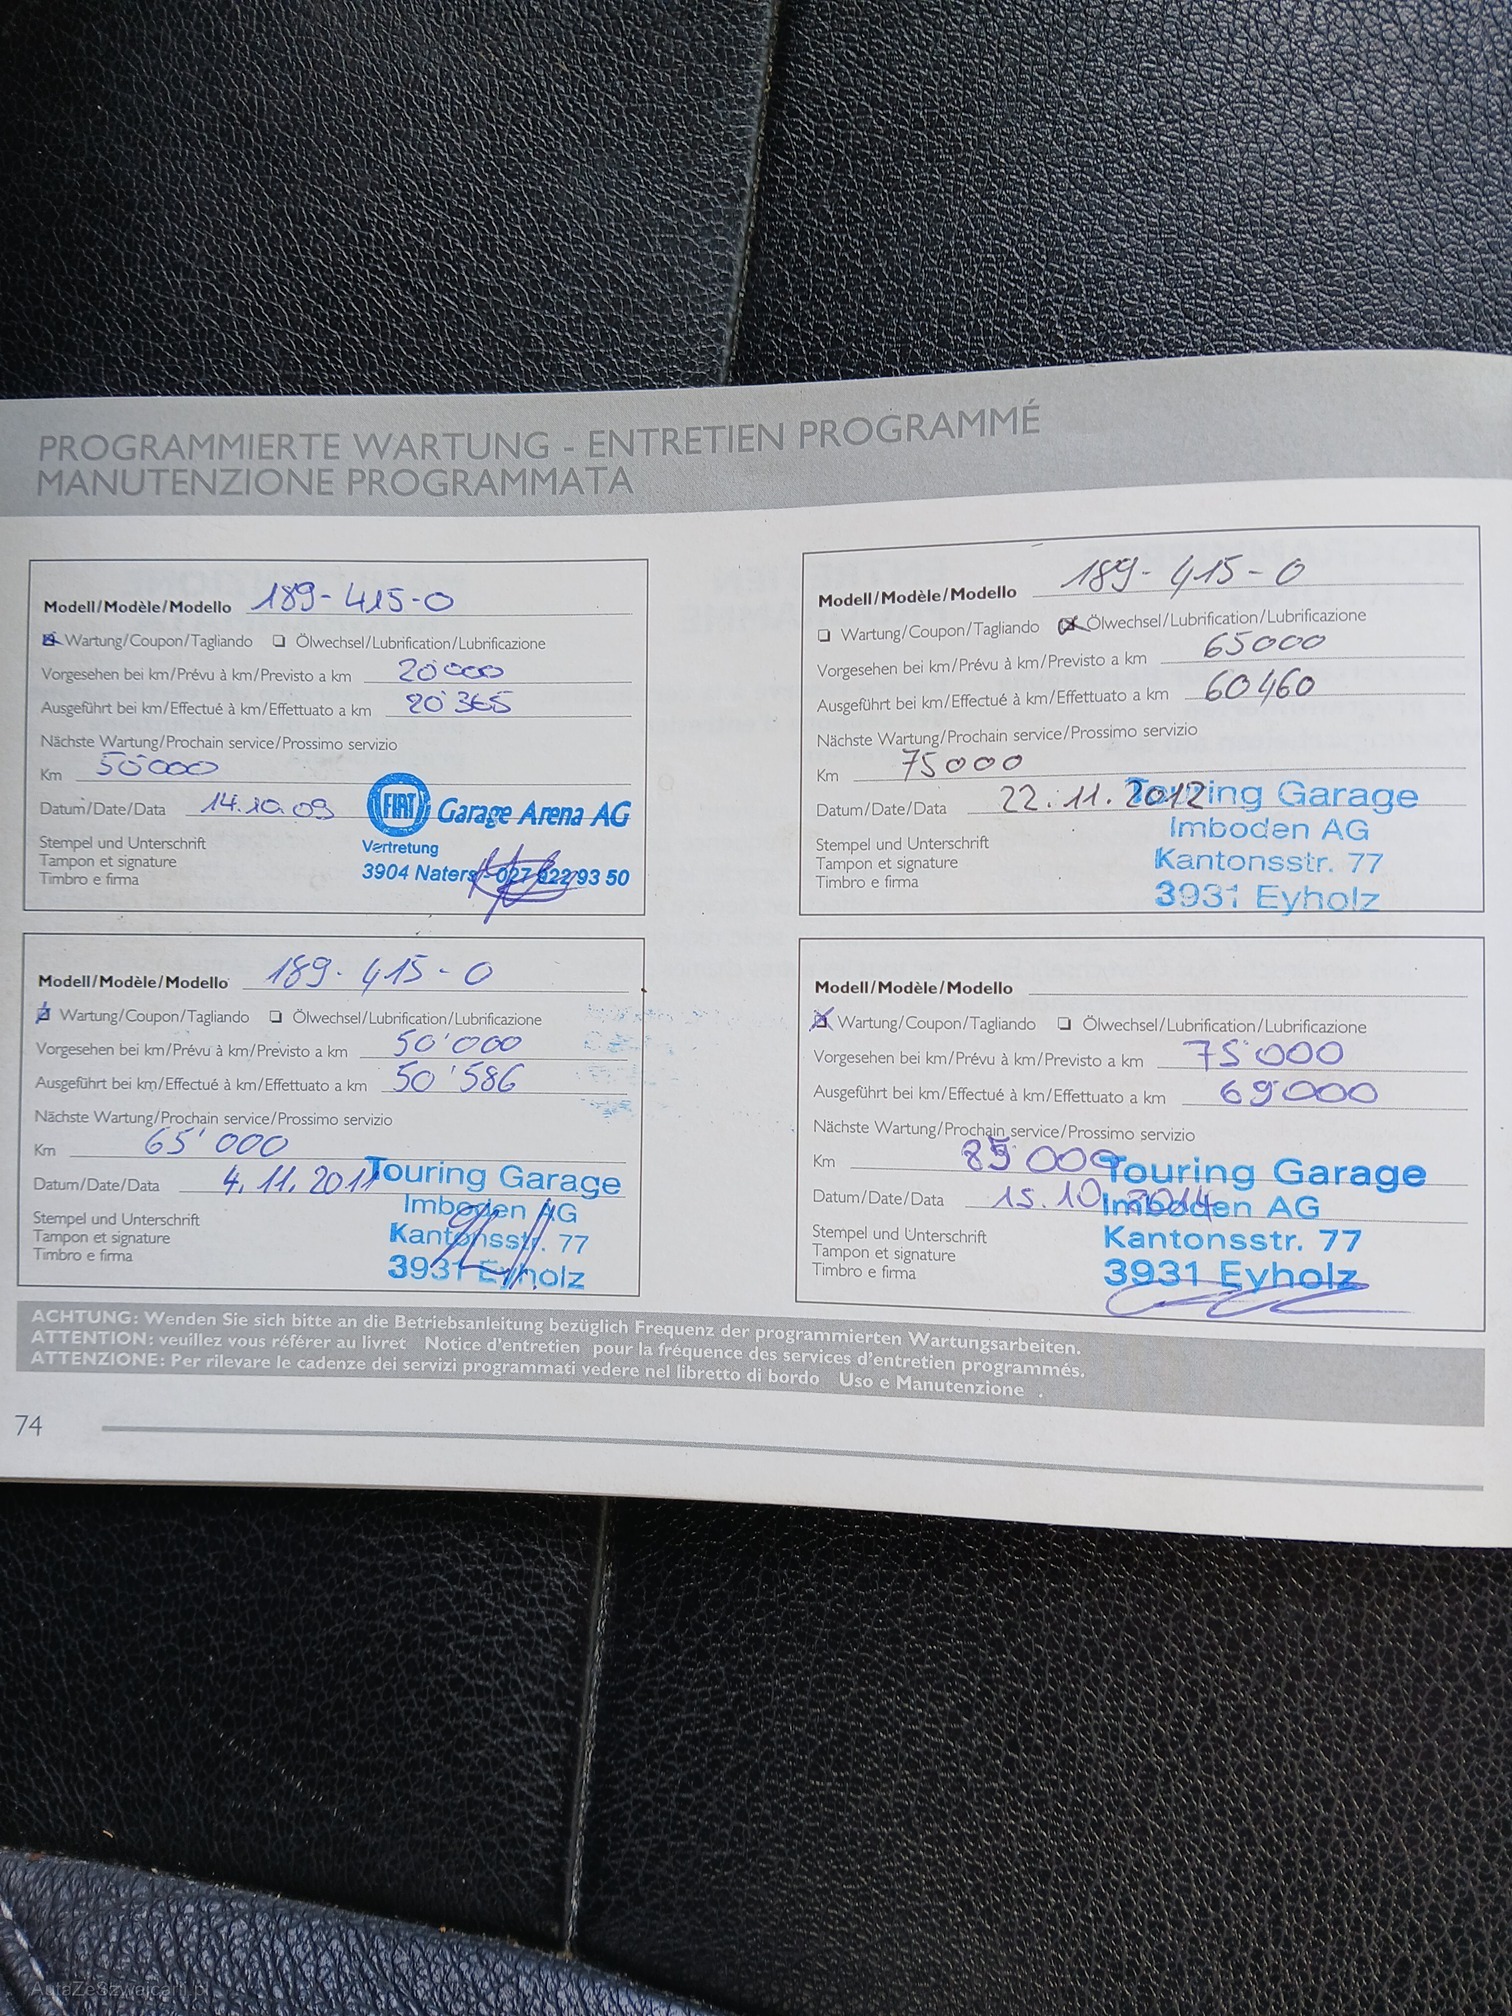 PROGRAMMIERTE WARTUNG - ENTRETIEN PROGRAMMÉ
MANUTENZIONE PROGRAMMATA
Modell/Modèle/Modello 189-415-0
Wartung/Coupon/Tagliando Ölwechsel/Lubrification/Lubrificazione
Vorgesehen bei km/Prévu à km/Previsto a km 20'000
Ausgeführt bei km/Effectué à km/Effettuato a km 20'365
Nächste Wartung/Prochain service/Prossimo servizio
Km 50'000
Datum/Date/Data 14.10.09
Stempel und Unterschrift
Tampon et signature
Timbro e firma
FIAT Garage Arena AG
Vertretung
3904 Naters - 027 922 93 50
Modell/Modèle/Modello 189-415-0
Wartung/Coupon/Tagliando Ölwechsel/Lubrification/Lubrificazione
Vorgesehen bei km/Prévu à km/Previsto a km 50'000
Ausgeführt bei km/Effectué à km/Effettuato a km 50'586
Nächste Wartung/Prochain service/Prossimo servizio
Km 65'000
Datum/Date/Data 4.11.2011
Stempel und Unterschrift
Tampon et signature
Timbro e firma
Touring Garage
Imboden AG
Kantonsstr. 77
3931 Eyholz
Modell/Modèle/Modello 189-415-0
Wartung/Coupon/Tagliando Ölwechsel/Lubrification/Lubrificazione
Vorgesehen bei km/Prévu à km/Previsto a km 65000
Ausgeführt bei km/Effectué à km/Effettuato a km 60460
Nächste Wartung/Prochain service/Prossimo servizio
Km 75000
Datum/Date/Data 22.11.2012
Stempel und Unterschrift
Tampon et signature
Timbro e firma
Touring Garage
Imboden AG
Kantonsstr. 77
3931 Eyholz
Modell/Modèle/Modello
Wartung/Coupon/Tagliando Ölwechsel/Lubrification/Lubrificazione
Vorgesehen bei km/Prévu à km/Previsto a km 75'000
Ausgeführt bei km/Effectué à km/Effettuato a km 69000
Nächste Wartung/Prochain service/Prossimo servizio
Km 85000
Datum/Date/Data 15.10.2014
Stempel und Unterschrift
Tampon et signature
Timbro e firma
Touring Garage
Imboden AG
Kantonsstr. 77
3931 Eyholz
ACHTUNG: Wenden Sie sich bitte an die Betriebsanleitung bezüglich Frequenz der programmierten Wartungsarbeiten.
ATTENTION: veuillez vous référer au livret Notice d'entretien pour la fréquence des services d'entretien programmés.
ATTENZIONE: Per rilevare le cadenze dei servizi programmati vedere nel libretto di bordo Uso e Manutenzione .
74
AutaZeSzwajcarii.pl